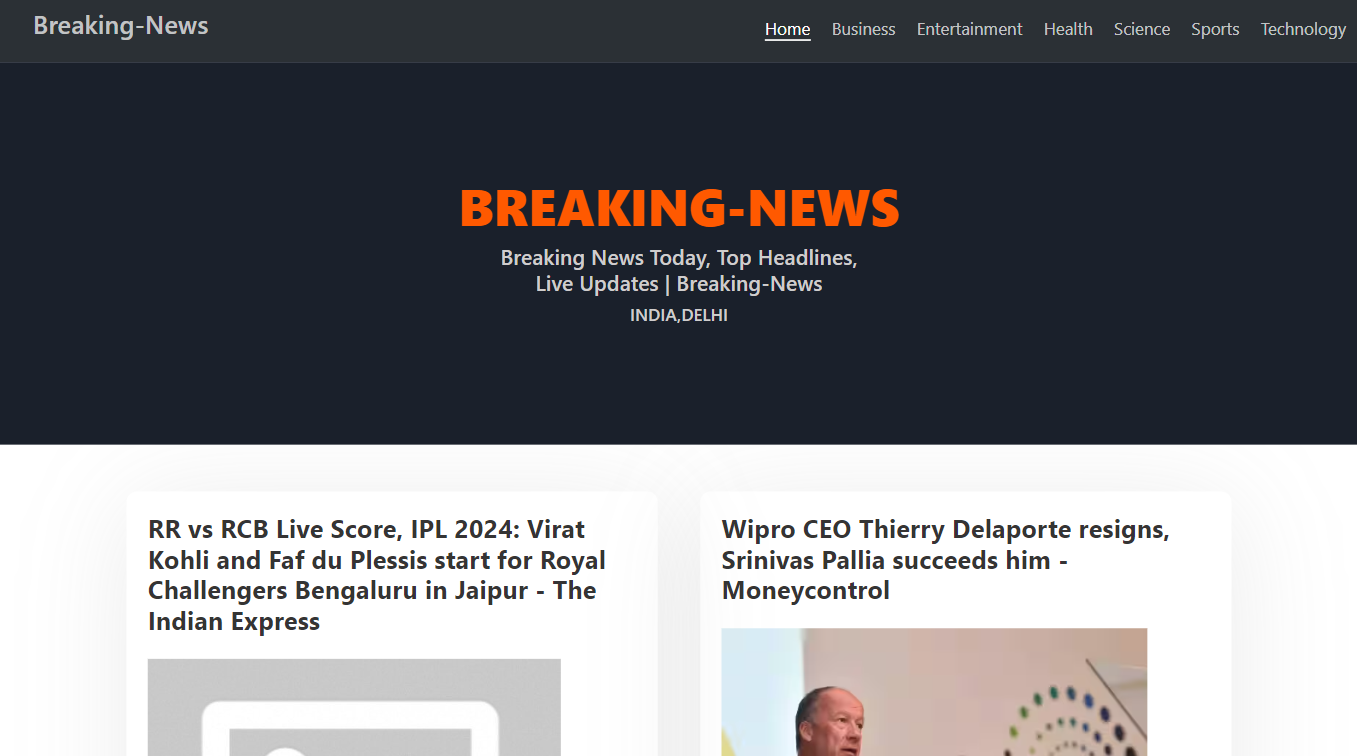 Breaking-News
Home Business Entertainment Health Science Sports Technology
BREAKING-NEWS
Breaking News Today, Top Headlines,
Live Updates | Breaking-News
INDIA,DELHI
RR vs RCB Live Score, IPL 2024: Virat
Kohli and Faf du Plessis start for Royal
Challengers Bengaluru in Jaipur - The
Indian Express
Wipro CEO Thierry Delaporte resigns,
Srinivas Pallia succeeds him -
Moneycontrol